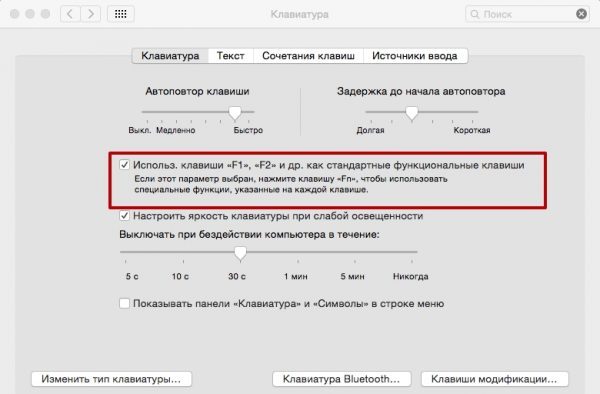 Клавиатура
Поиск
Клавиатура Текст Сочетания клавиш Источники ввода
Автоповтор клавиши Задержка до начала автоповтора
Выкл. Медленно Быстро Долгая Короткая
Использ. клавиши «F1», «F2» и др. как стандартные функциональные клавиши
Если этот параметр выбран, нажмите клавишу «Fn», чтобы использовать
специальные функции, указанные на каждой клавише.
Настроить яркость клавиатуры при слабой освещенности
Выключать при бездействии компьютера в течение:
5 с 10 с 30 с 1 мин 5 мин Никогда
Показывать панели «Клавиатура» и «Символы» в строке меню
Изменить тип клавиатуры... Клавиатура Bluetooth... Клавиши модификации...